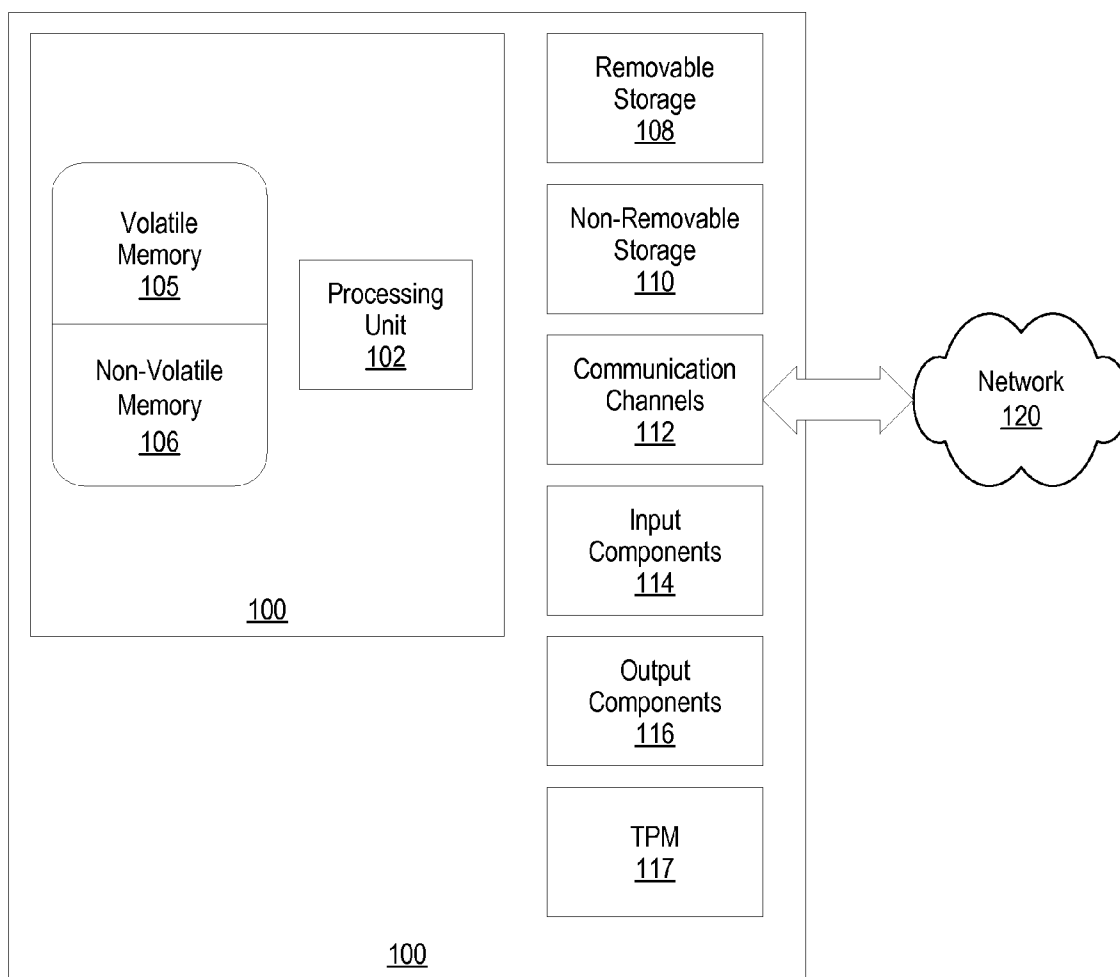 Volatile
Memory
105
Non-Volatile
Memory
106
Processing
Unit
102
100
Removable
Storage
108
Non-Removable
Storage
110
Communication
Channels
112
Input
Components
114
Output
Components
116
TPM
117
100
Network
120